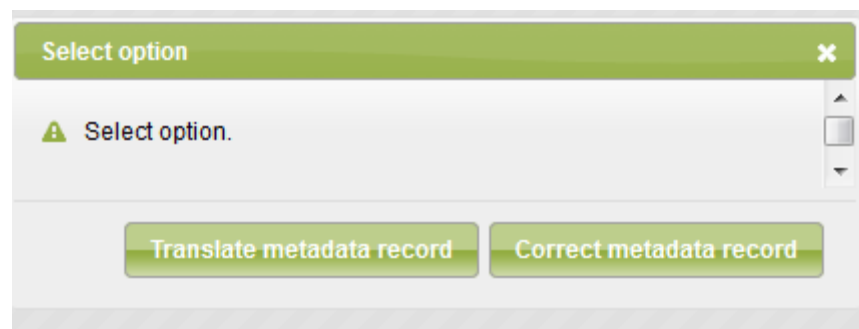 Select option
Select option.
Translate metadata record Correct metadata record